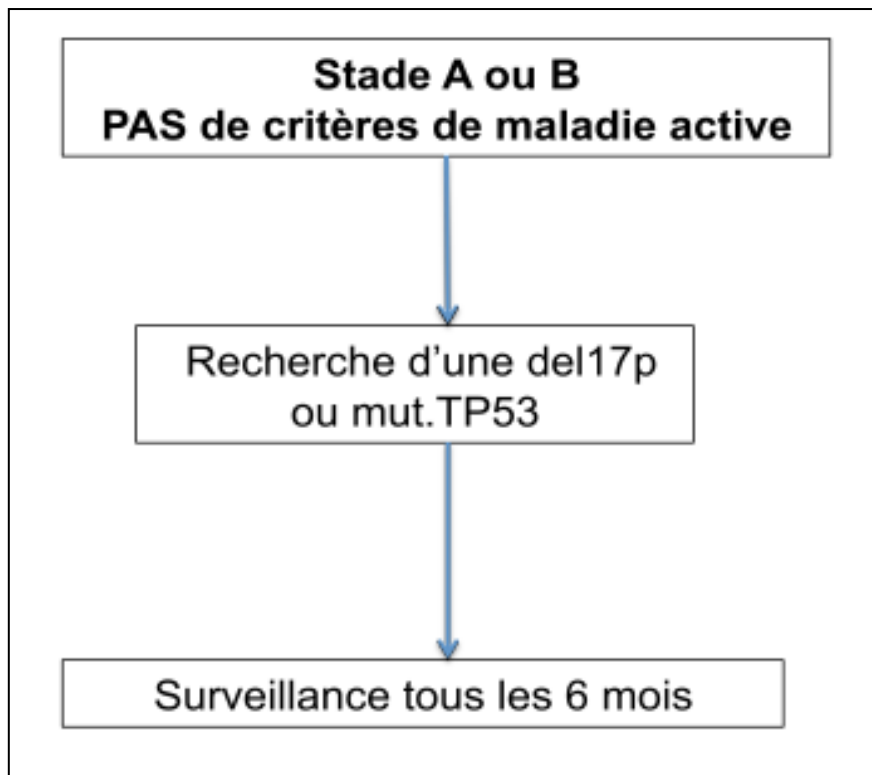 Stade A ou B
PAS de critères de maladie active
Recherche d'une del17p
ou mut.TP53
Surveillance tous les 6 mois